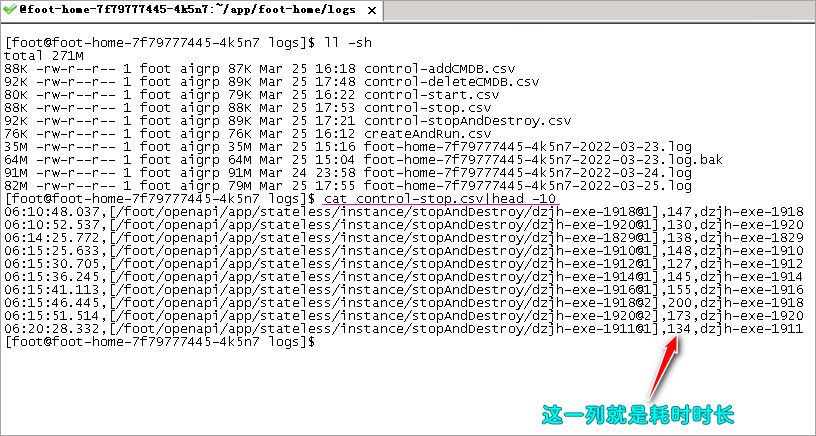 @foot-home-7f79777445-4k5n7:~/app/foot-home/logs
[foot@foot-home-7f79777445-4k5n7 logs]$ ll -sh
total 271M
88K -rw-r--r-- 1 foot aigrp 87K Mar 25 16:18 control-addCMDB.csv
92K -rw-r--r-- 1 foot aigrp 89K Mar 25 17:48 control-deleteCMDB.csv
80K -rw-r--r-- 1 foot aigrp 79K Mar 25 16:22 control-start.csv
88K -rw-r--r-- 1 foot aigrp 88K Mar 25 17:53 control-stop.csv
92K -rw-r--r-- 1 foot aigrp 89K Mar 25 17:21 control-stopAndDestroy.csv
76K -rw-r--r-- 1 foot aigrp 76K Mar 25 16:12 createAndRun.csv
35M -rw-r--r-- 1 foot aigrp 35M Mar 25 15:16 foot-home-7f79777445-4k5n7-2022-03-23.log
64M -rw-r--r-- 1 foot aigrp 64M Mar 25 15:04 foot-home-7f79777445-4k5n7-2022-03-23.log.bak
91M -rw-r--r-- 1 foot aigrp 91M Mar 24 23:58 foot-home-7f79777445-4k5n7-2022-03-24.log
82M -rw-r--r-- 1 foot aigrp 79M Mar 25 17:55 foot-home-7f79777445-4k5n7-2022-03-25.log
[foot@foot-home-7f79777445-4k5n7 logs]$ cat control-stop.csv|head -10
06:10:48.037,[/foot/openapi/app/stateless/instance/stopAndDestroy/dzjh-exe-1918@1],147,dzjh-exe-1918
06:10:52.537,[/foot/openapi/app/stateless/instance/stopAndDestroy/dzjh-exe-1920@1],130,dzjh-exe-1920
06:14:25.772,[/foot/openapi/app/stateless/instance/stopAndDestroy/dzjh-exe-1829@1],138,dzjh-exe-1829
06:15:25.633,[/foot/openapi/app/stateless/instance/stopAndDestroy/dzjh-exe-1910@1],148,dzjh-exe-1910
06:15:30.705,[/foot/openapi/app/stateless/instance/stopAndDestroy/dzjh-exe-1912@1],127,dzjh-exe-1912
06:15:36.245,[/foot/openapi/app/stateless/instance/stopAndDestroy/dzjh-exe-1914@1],145,dzjh-exe-1914
06:15:41.113,[/foot/openapi/app/stateless/instance/stopAndDestroy/dzjh-exe-1916@1],155,dzjh-exe-1916
06:15:46.445,[/foot/openapi/app/stateless/instance/stopAndDestroy/dzjh-exe-1918@2],200,dzjh-exe-1918
06:15:51.514,[/foot/openapi/app/stateless/instance/stopAndDestroy/dzjh-exe-1920@2],173,dzjh-exe-1920
06:20:28.332,[/foot/openapi/app/stateless/instance/stopAndDestroy/dzjh-exe-1911@1],134,dzjh-exe-1911
[foot@foot-home-7f79777445-4k5n7 logs]$
这一列就是耗时时长